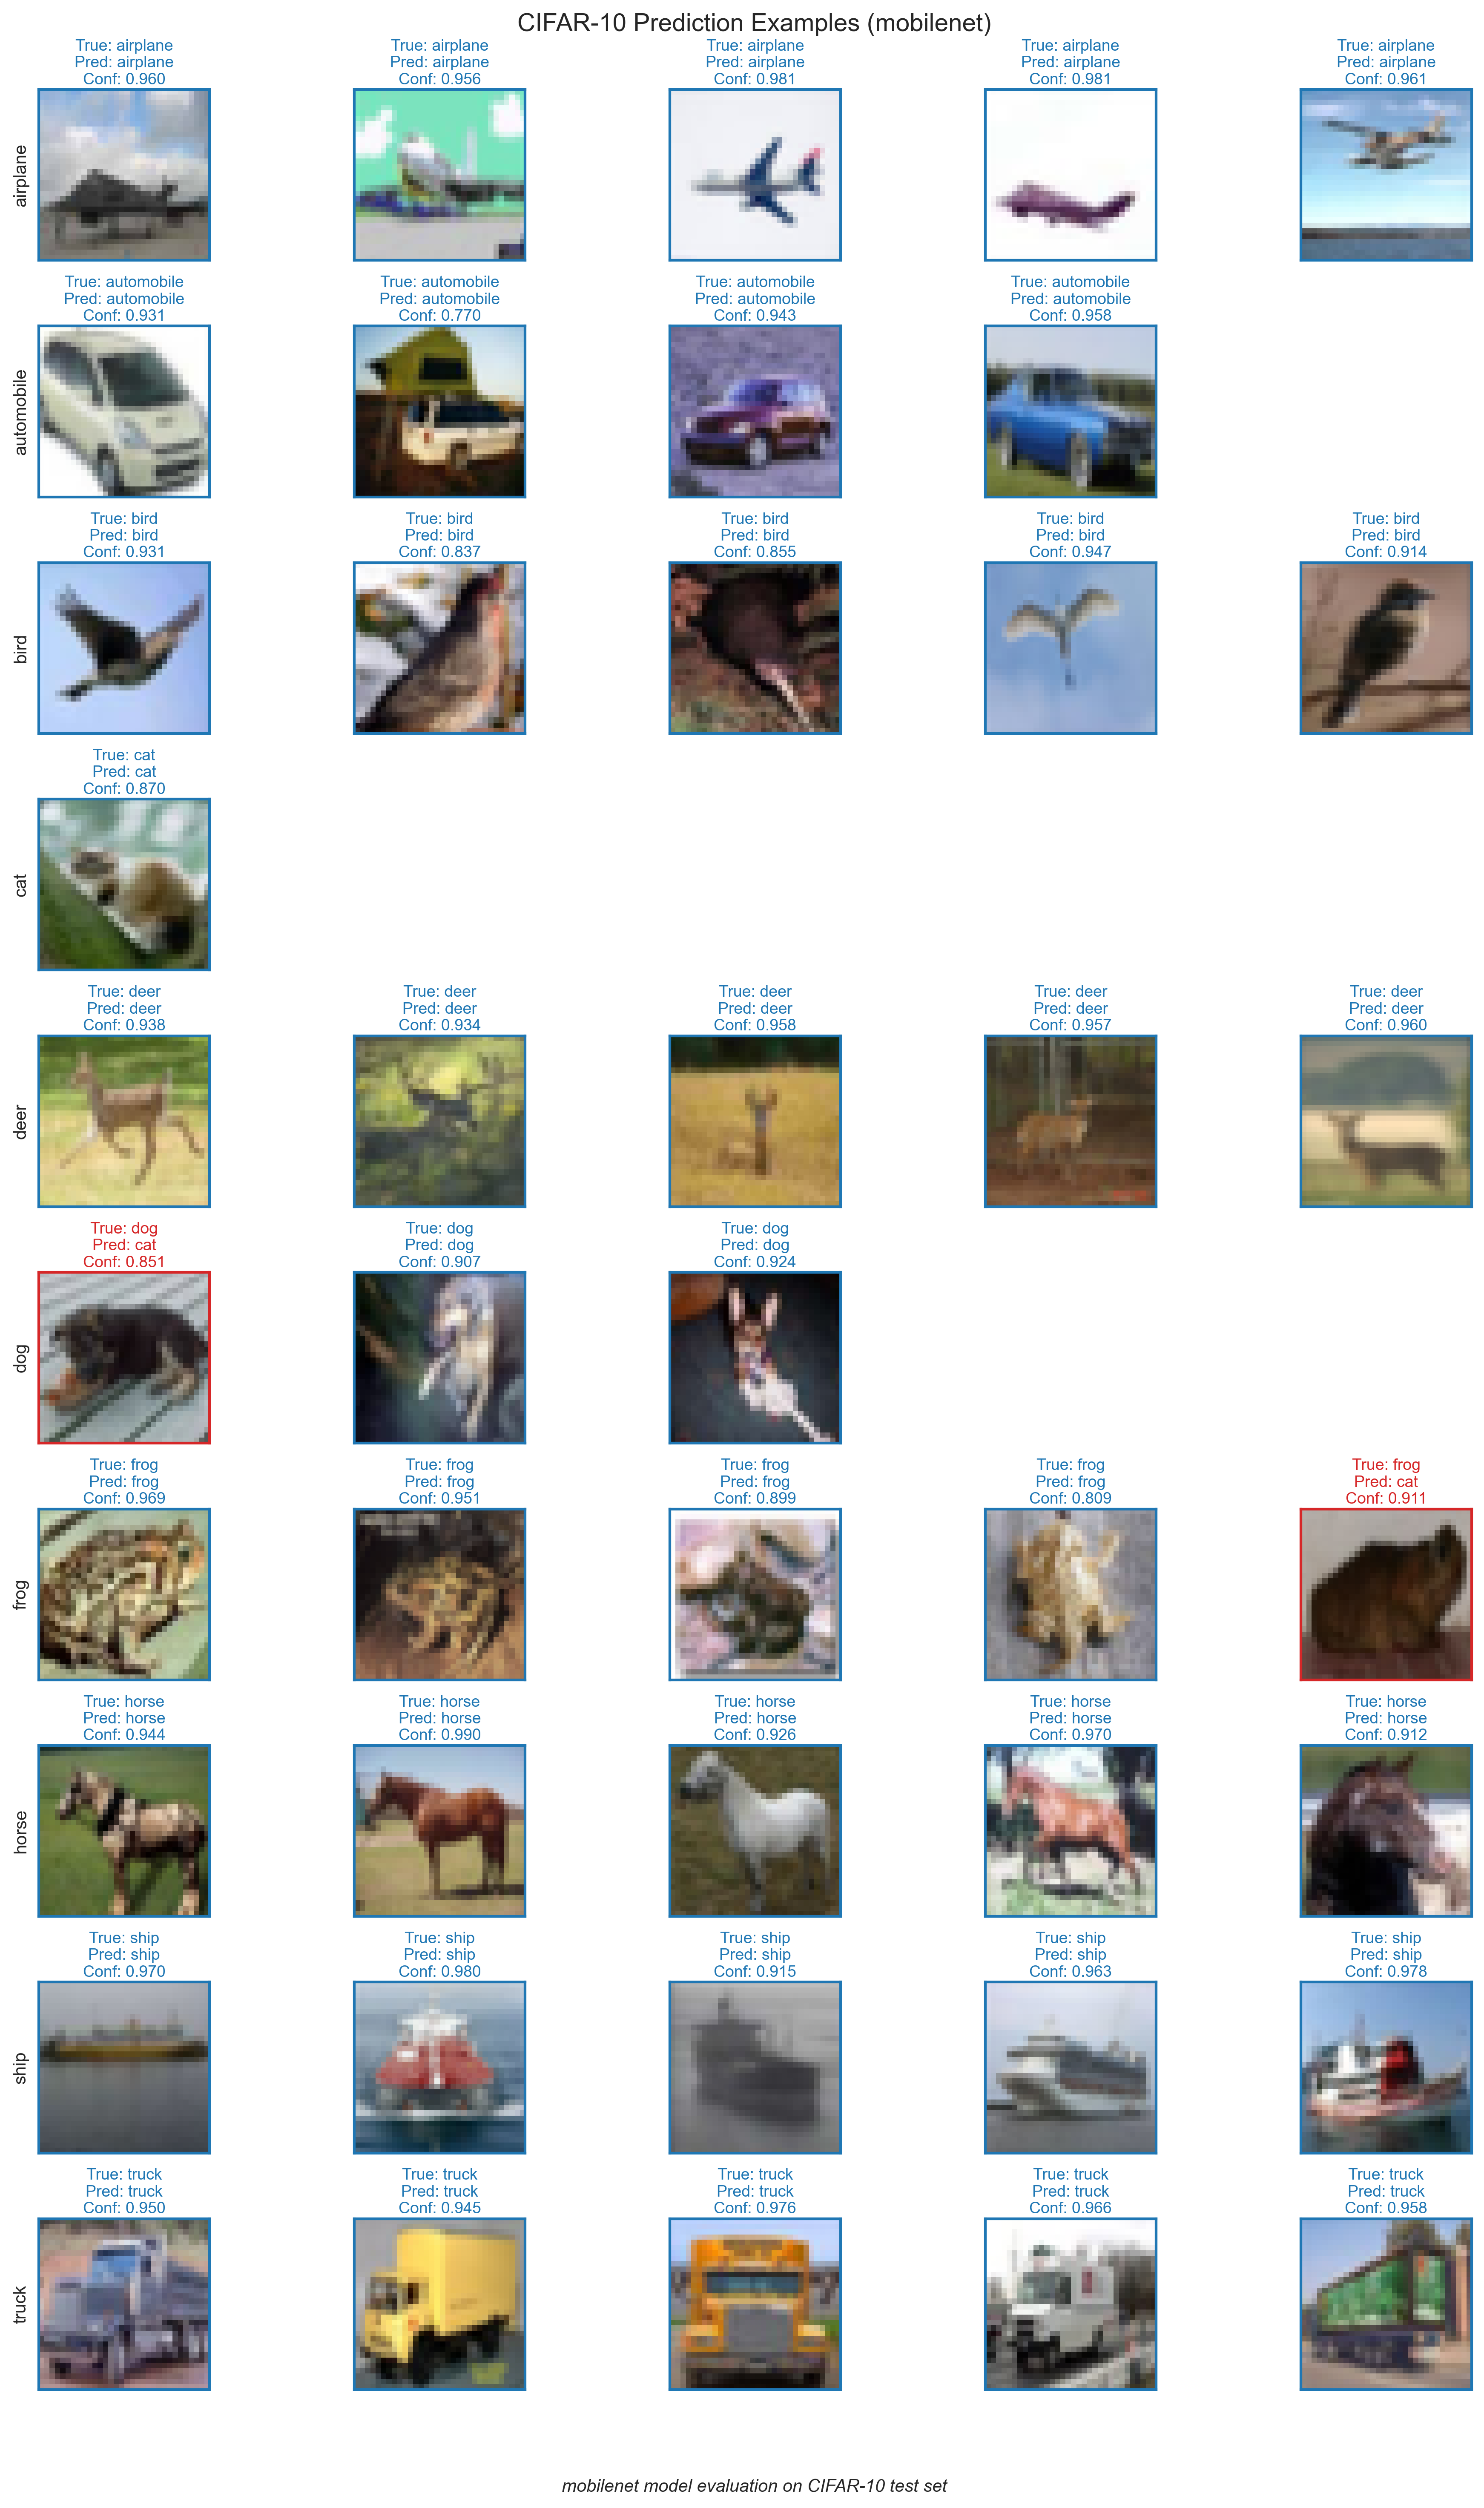 CIFAR-10 Prediction Examples (mobilenet)
True: airplane
Pred: airplane
Conf: 0.960
True: airplane
Pred: airplane
Conf: 0.956
True: airplane
Pred: airplane
Conf: 0.981
True: airplane
Pred: airplane
Conf: 0.981
True: airplane
Pred: airplane
Conf: 0.961
airplane
True: automobile
Pred: automobile
Conf: 0.931
True: automobile
Pred: automobile
Conf: 0.770
True: automobile
Pred: automobile
Conf: 0.943
True: automobile
Pred: automobile
Conf: 0.958
automobile
True: bird
Pred: bird
Conf: 0.931
True: bird
Pred: bird
Conf: 0.837
True: bird
Pred: bird
Conf: 0.855
True: bird
Pred: bird
Conf: 0.947
True: bird
Pred: bird
Conf: 0.914
bird
True: cat
Pred: cat
Conf: 0.870
cat
True: deer
Pred: deer
Conf: 0.938
True: deer
Pred: deer
Conf: 0.934
True: deer
Pred: deer
Conf: 0.958
True: deer
Pred: deer
Conf: 0.957
True: deer
Pred: deer
Conf: 0.960
deer
True: dog
Pred: cat
Conf: 0.851
True: dog
Pred: dog
Conf: 0.907
True: dog
Pred: dog
Conf: 0.924
dog
True: frog
Pred: frog
Conf: 0.969
True: frog
Pred: frog
Conf: 0.951
True: frog
Pred: frog
Conf: 0.899
True: frog
Pred: frog
Conf: 0.809
True: frog
Pred: cat
Conf: 0.911
frog
True: horse
Pred: horse
Conf: 0.944
True: horse
Pred: horse
Conf: 0.990
True: horse
Pred: horse
Conf: 0.926
True: horse
Pred: horse
Conf: 0.970
True: horse
Pred: horse
Conf: 0.912
horse
True: ship
Pred: ship
Conf: 0.970
True: ship
Pred: ship
Conf: 0.980
True: ship
Pred: ship
Conf: 0.915
True: ship
Pred: ship
Conf: 0.963
True: ship
Pred: ship
Conf: 0.978
ship
True: truck
Pred: truck
Conf: 0.950
True: truck
Pred: truck
Conf: 0.945
True: truck
Pred: truck
Conf: 0.976
True: truck
Pred: truck
Conf: 0.966
True: truck
Pred: truck
Conf: 0.958
truck
mobilenet model evaluation on CIFAR-10 test set